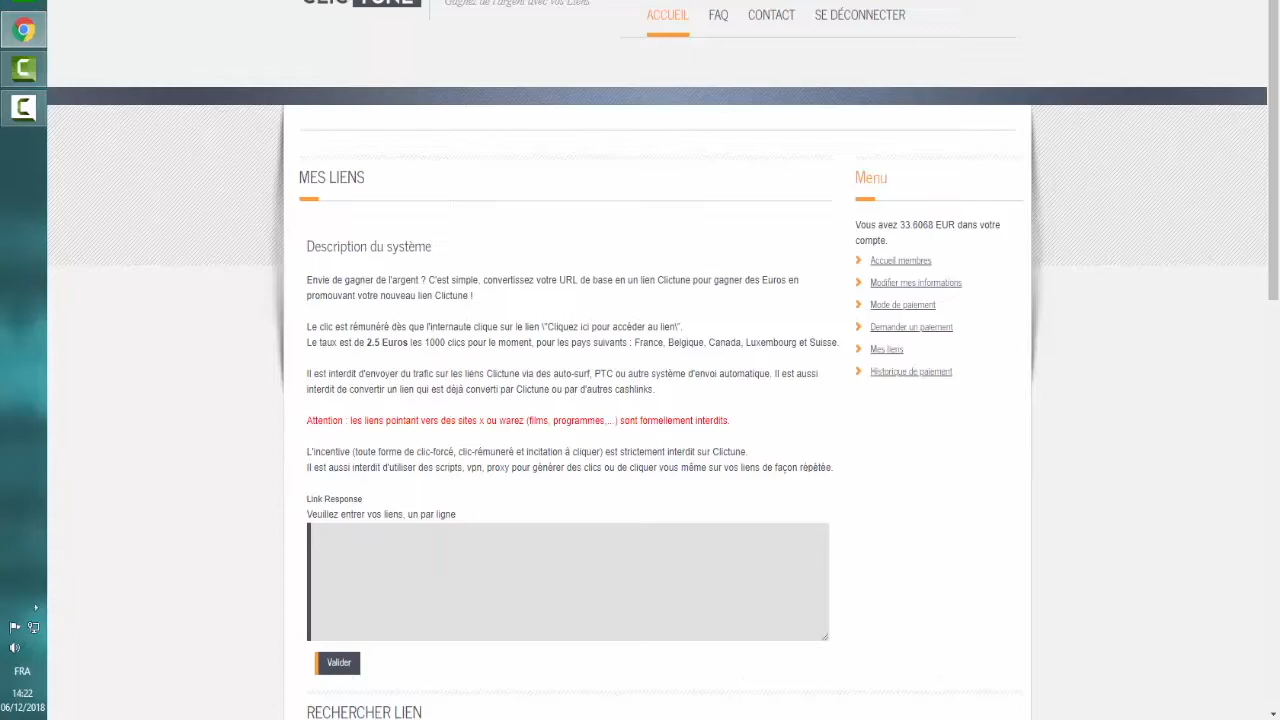 CLIC TUNE
Gagnez de l'argent avec vos Liens
ACCUEIL FAQ CONTACT SE DÉCONNECTER
MES LIENS
Description du système
Envie de gagner de l'argent ? C'est simple, convertissez votre URL de base en un lien Clictune pour gagner des Euros en
promouvant votre nouveau lien Clictune !
Le clic est rémunéré dès que l'internaute clique sur le lien \"Cliquez ici pour accéder au lien\".
Le taux est de 2.5 Euros les 1000 clics pour le moment, pour les pays suivants : France, Belgique, Canada, Luxembourg et Suisse.
Il est interdit d'envoyer du trafic sur les liens Clictune via des auto-surf, PTC ou autre système d'envoi automatique. Il est aussi
interdit de convertir un lien qui est déjà converti par Clictune ou par d'autres cashlinks.
Attention : les liens pointant vers des sites x ou warez (films, programmes,...) sont formellement interdits.
L'incentive (toute forme de clic-forcé, clic-rémuneré et incitation à cliquer) est strictement interdit sur Clictune.
Il est aussi interdit d'utiliser des scripts, vpn, proxy pour générer des clics ou de cliquer vous même sur vos liens de façon répétée.
Link Response
Veuillez entrer vos liens, un par ligne
Valider
RECHERCHER LIEN
Menu
Vous avez 33.6068 EUR dans votre
compte.
Accueil membres
Modifier mes informations
Mode de paiement
Demander un paiement
Mes liens
Historique de paiement
FRA
14:22
06/12/2018